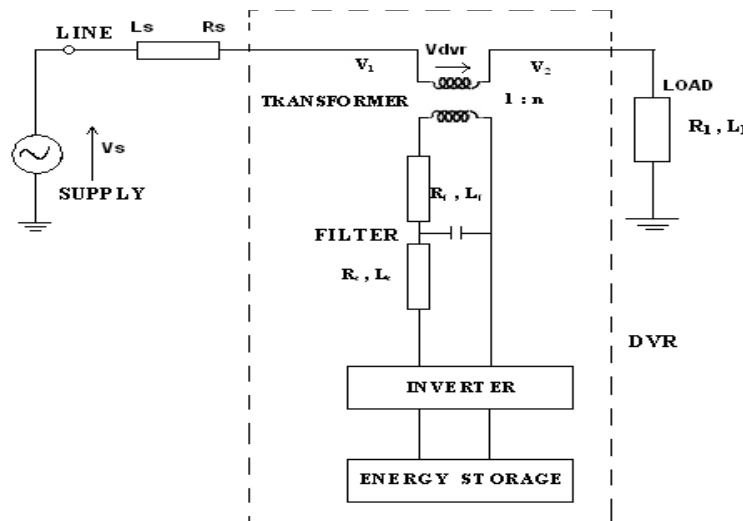 LINE
Ls
Rs
V1
Vdvr
V2
TRANSFORMER
1 : n
LOAD
R1 , L1
Vs
SUPPLY
Rf , Lf
FILTER
Rc , Lc
DVR
INVERTER
ENERGY STORAGE